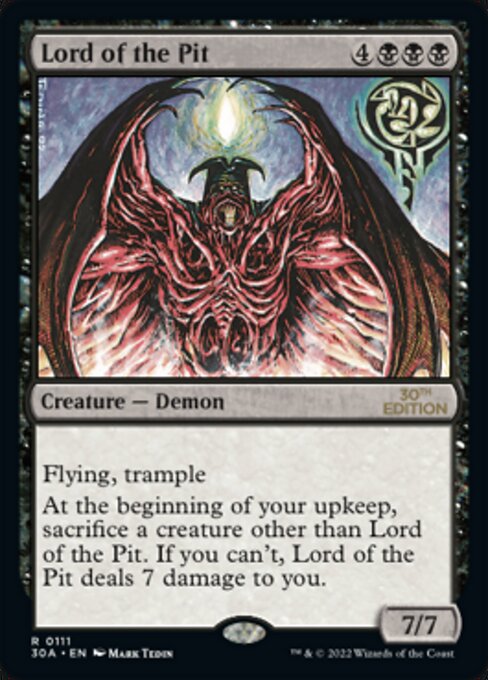 Lord of the Pit 4
Creature — Demon
30TH
EDITION
Flying, trample
At the beginning of your upkeep,
sacrifice a creature other than Lord
of the Pit. If you can't, Lord of the
Pit deals 7 damage to you.
7/7
R 0111
30A • EN MARK TEDIN
™ & © 2022 Wizards of the Coast